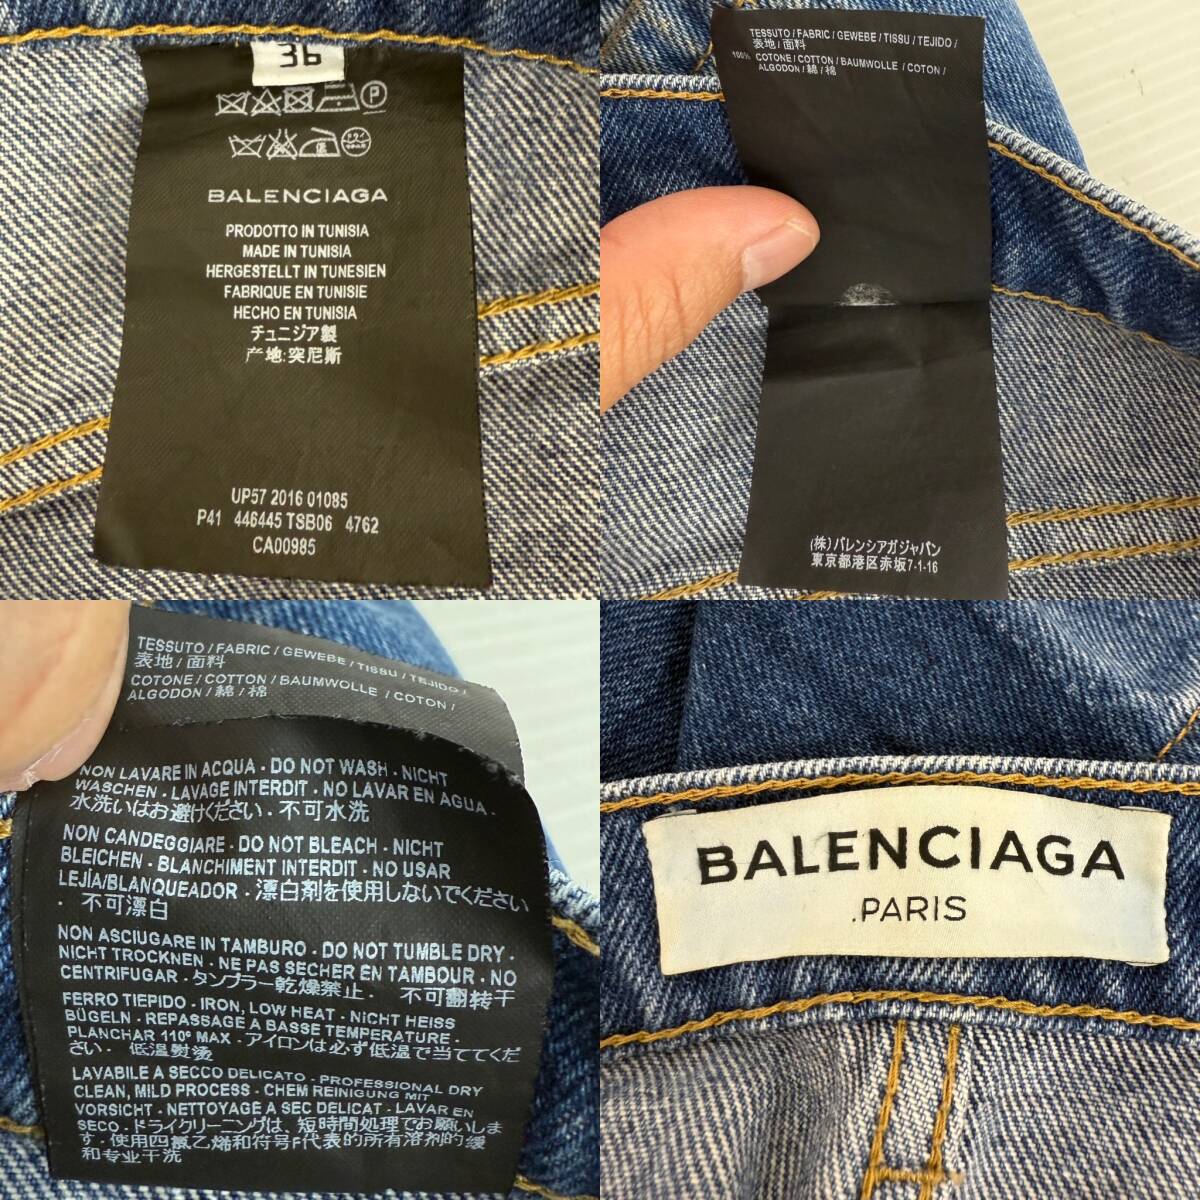 36
BALENCIAGA
PRODOTTO IN TUNISIA
MADE IN TUNISIA
HERGESTELLT IN TUNESIEN
FABRIQUE EN TUNISIE
HECHO EN TUNISIA
チュニジア製
产地:突尼斯
UP57 2016 01085
P41 446445 TSB06 4762
CA00985
TESSUTO / FABRIC / GEWEBE / TISSU / TEJIDO /
表地 / 面料
100% COTONE / COTTON / BAUMWOLLE / COTON /
ALGODON / 綿 / 棉
(株)バレンシアガジャパン
東京都港区赤坂7-1-16
TESSUTO / FABRIC / GEWEBE / TISSU / TEJIDO /
表地 / 面料
COTONE / COTTON / BAUMWOLLE / COTON /
ALGODON / 綿 / 棉
NON LAVARE IN ACQUA - DO NOT WASH - NICHT
WASCHEN - LAVAGE INTERDIT - NO LAVAR EN AGUA -
水洗いはお避けください - 不可水洗
NON CANDEGGIARE - DO NOT BLEACH - NICHT
BLEICHEN - BLANCHIMENT INTERDIT - NO USAR
LEJÍA/BLANQUEADOR - 漂白剤を使用しないでください
- 不可漂白
NON ASCIUGARE IN TAMBURO - DO NOT TUMBLE DRY -
NICHT TROCKNEN - NE PAS SECHER EN TAMBOUR - NO
CENTRIFUGAR - タンブラー乾燥禁止 - 不可翻转干
FERRO TIEPIDO - IRON, LOW HEAT - NICHT HEISS
BÜGELN - REPASSAGE A BASSE TEMPERATURE -
PLANCHAR 110° MAX - アイロンは必ず低温で当ててくだ
さい - 低温熨烫
LAVABILE A SECCO DELICATO - PROFESSIONAL DRY
CLEAN, MILD PROCESS - CHEM REINIGUNG MIT
VORSICHT - NETTOYAGE A SEC DELICAT - LAVAR EN
SECO - ドライクリーニングは、短時間処理でお願いしま
す - 使用四氯乙烯和符号F代表的所有溶剂的缓
和专业干洗
BALENCIAGA
.PARIS